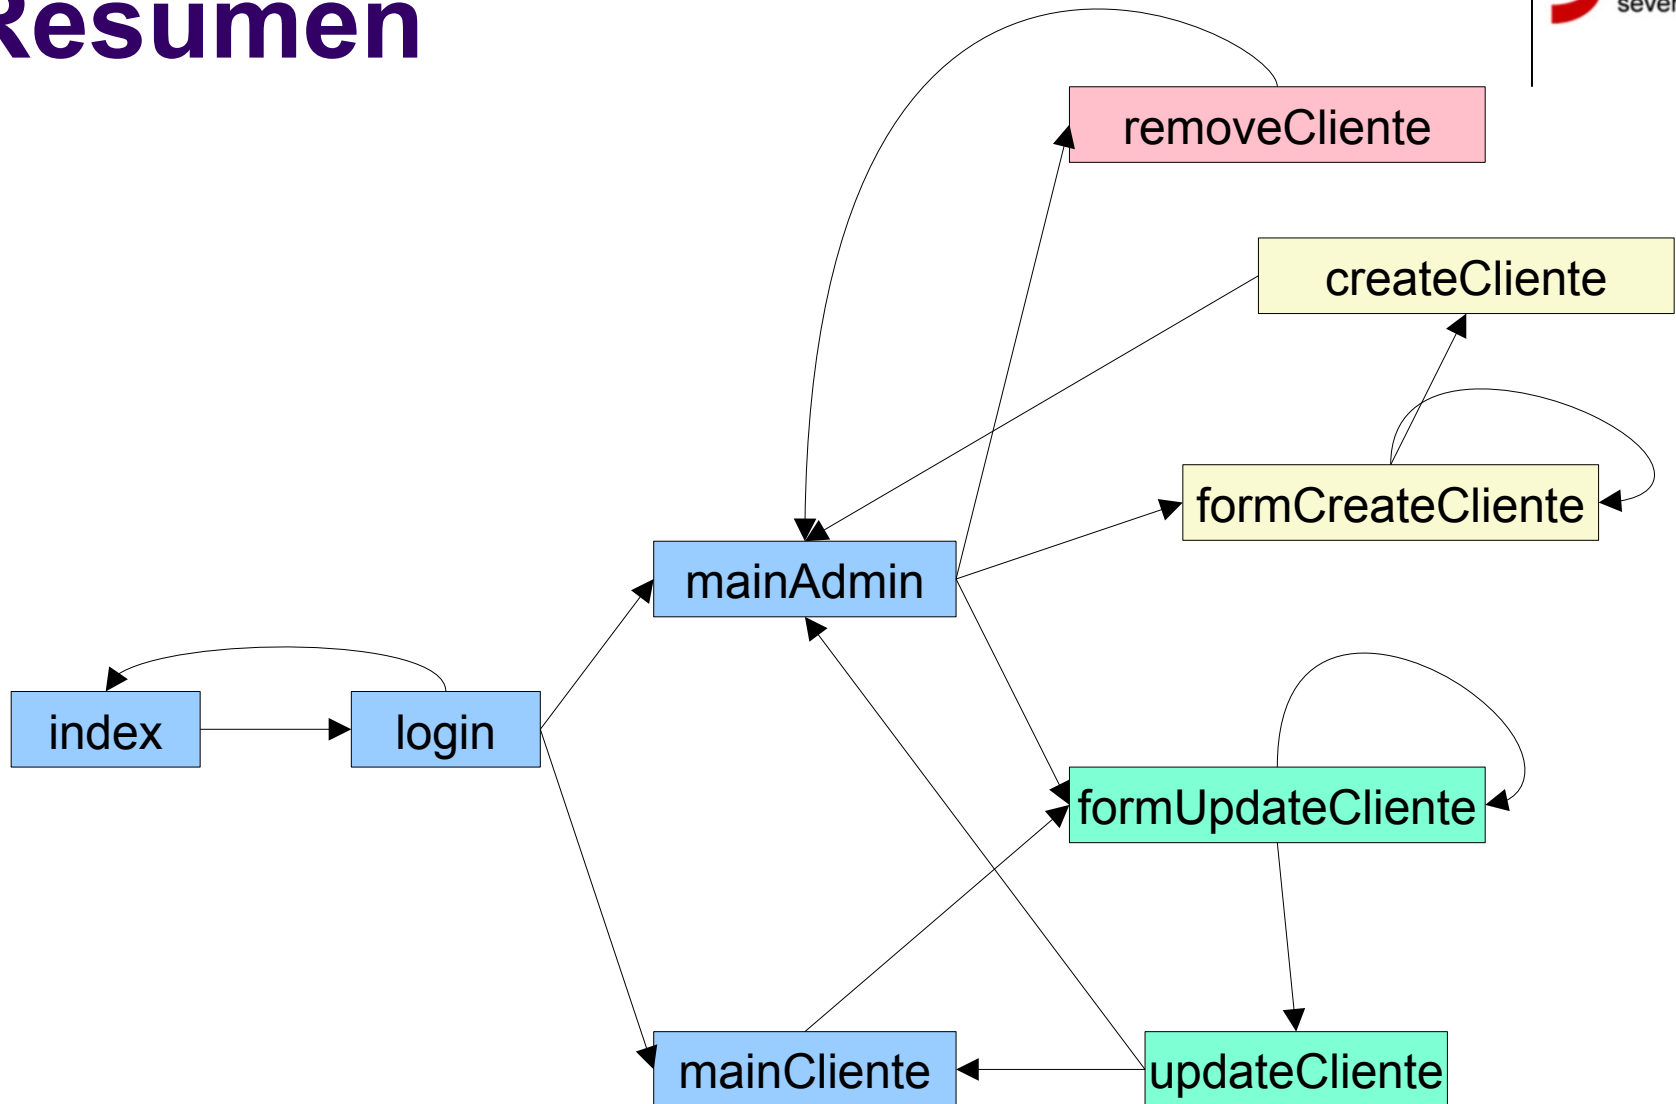 Resumen
removeCliente
createCliente
formCreateCliente
mainAdmin
index
login
formUpdateCliente
mainCliente
updateCliente